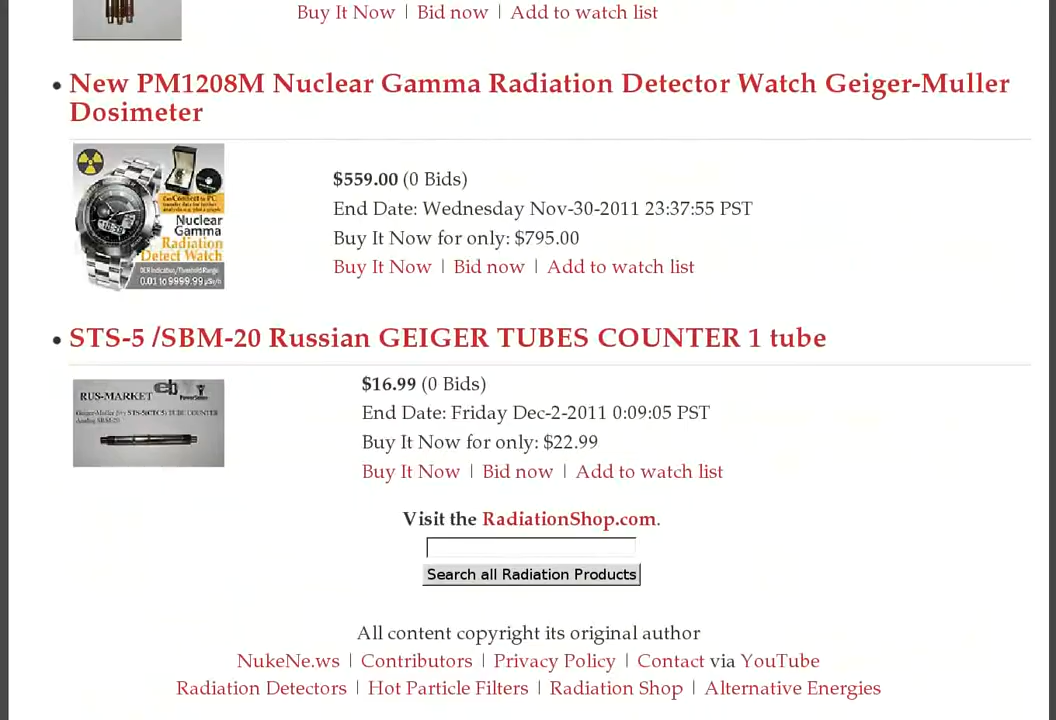 Buy It Now | Bid now | Add to watch list
• New PM1208M Nuclear Gamma Radiation Detector Watch Geiger-Muller
Dosimeter
Nuclear
Gamma
Radiation
Detect Watch
0.01 to 9999.99 µSv/h
$559.00 (0 Bids)
End Date: Wednesday Nov-30-2011 23:37:55 PST
Buy It Now for only: $795.00
Buy It Now | Bid now | Add to watch list
• STS-5 /SBM-20 Russian GEIGER TUBES COUNTER 1 tube
RUS-MARKET
$16.99 (0 Bids)
End Date: Friday Dec-2-2011 0:09:05 PST
Buy It Now for only: $22.99
Buy It Now | Bid now | Add to watch list
Visit the RadiationShop.com.
Search all Radiation Products
All content copyright its original author
NukeNe.ws | Contributors | Privacy Policy | Contact via YouTube
Radiation Detectors | Hot Particle Filters | Radiation Shop | Alternative Energies